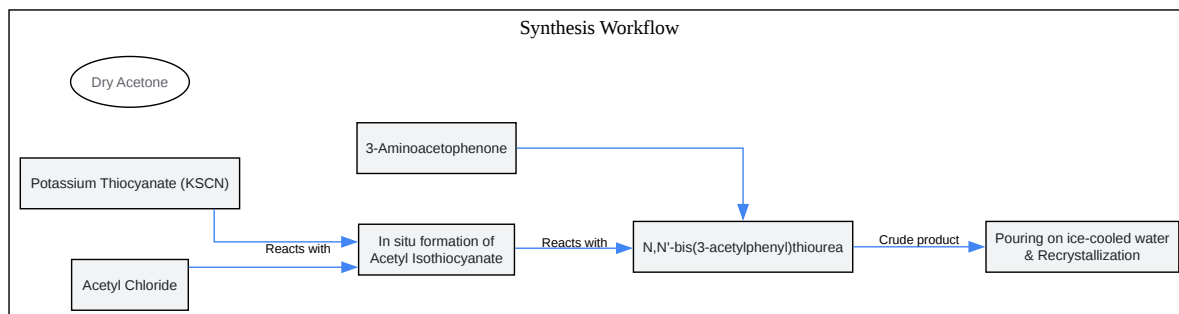 Synthesis Workflow
Dry Acetone
3-Aminoacetophenone
Potassium Thiocyanate (KSCN)
Reacts with
In situ formation of
Acetyl Isothiocyanate
Reacts with
N,N'-bis(3-acetylphenyl)thiourea
Crude product
Pouring on ice-cooled water
& Recrystallization
Acetyl Chloride